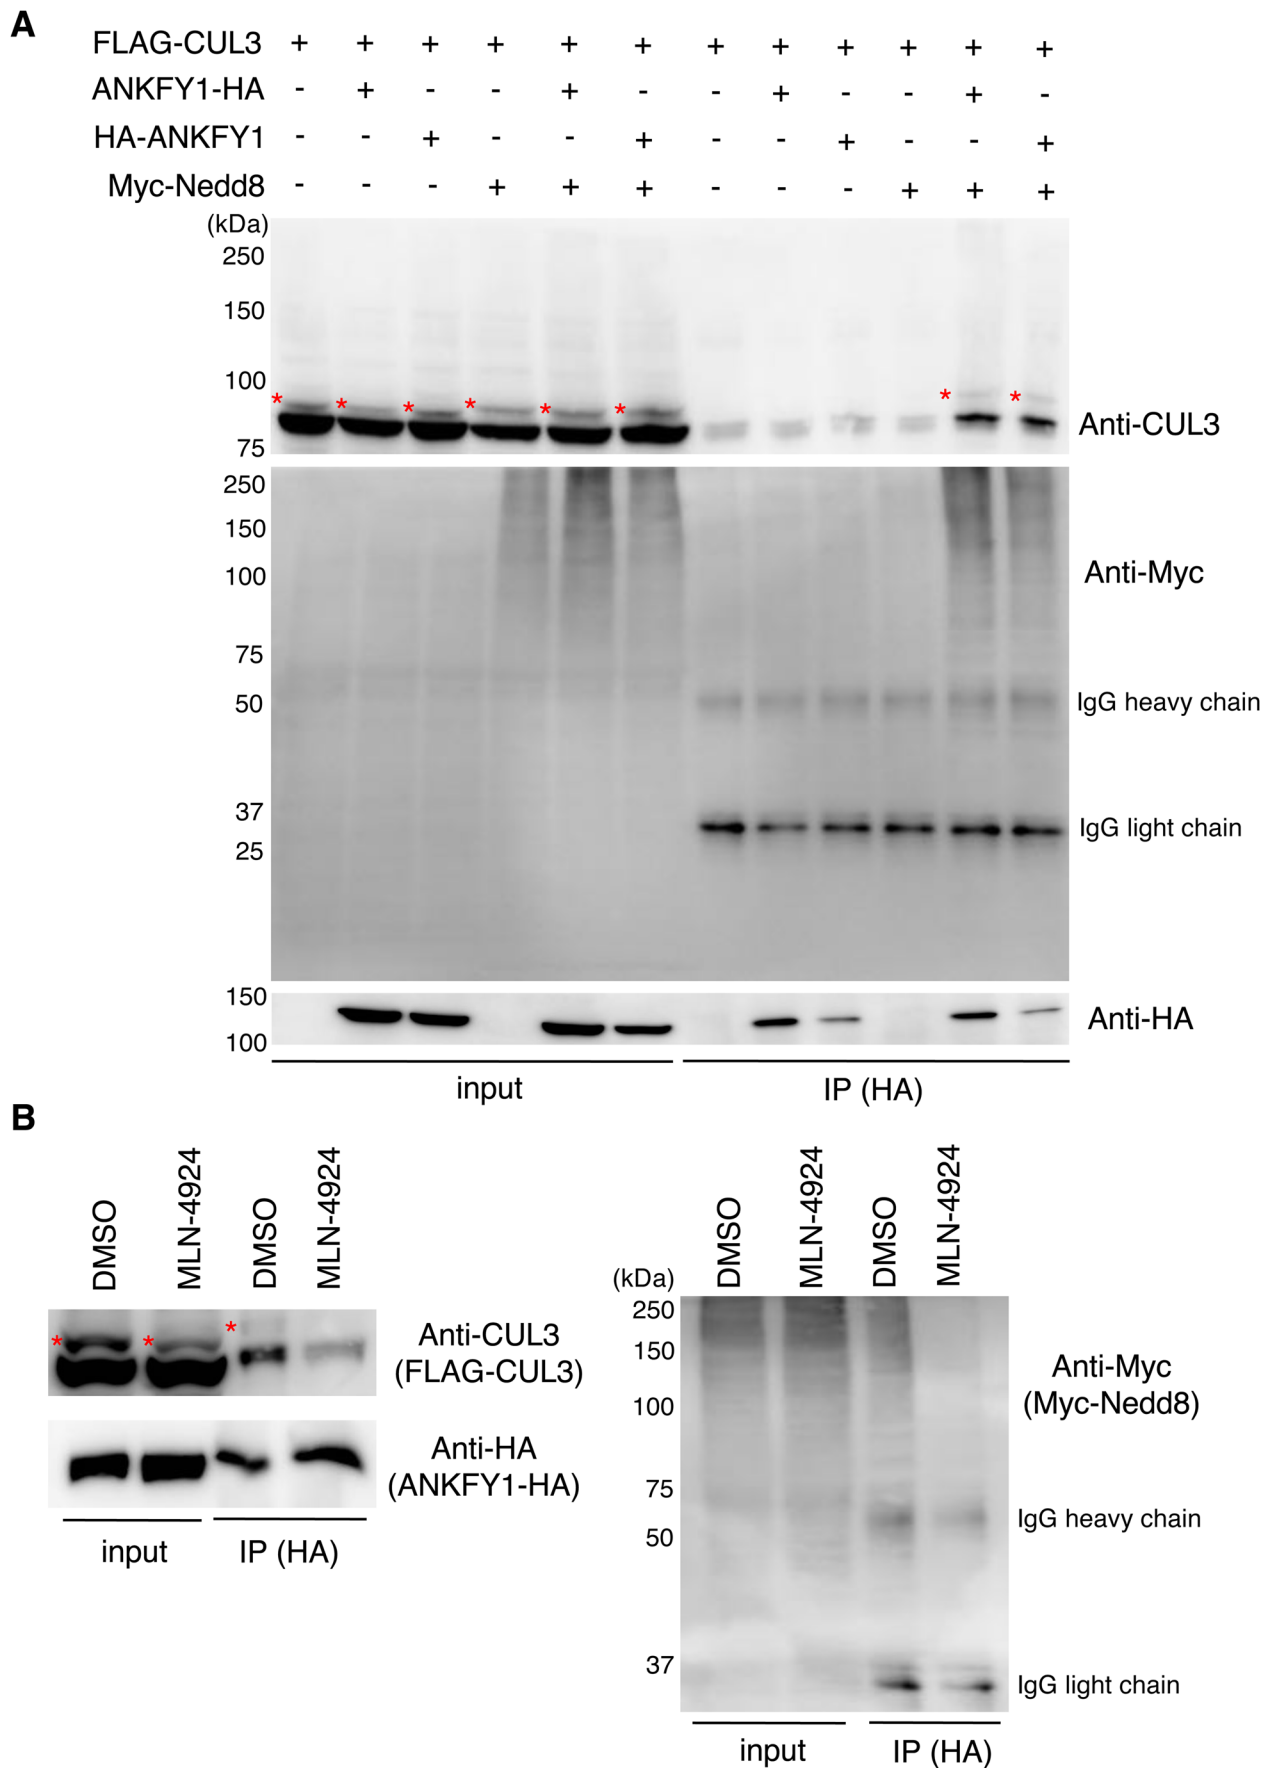 A
FLAG-CUL3 + + + + + + + + + + + +
ANKFY1-HA - + - - + - - + - - + -
HA-ANKFY1 - - + - - + - - + - - +
Myc-Nedd8 - - - + + + - - - + + +
(kDa)
250
150
100
* * * * * * * *
75
Anti-CUL3
250
150
100
75
50
37
25
Anti-Myc
IgG heavy chain
IgG light chain
150
100
Anti-HA
input IP (HA)
B
DMSO MLN-4924 DMSO MLN-4924
* * *
Anti-CUL3
(FLAG-CUL3)
Anti-HA
(ANKFY1-HA)
input IP (HA)
DMSO MLN-4924 DMSO MLN-4924
(kDa)
250
150
100
75
50
37
Anti-Myc
(Myc-Nedd8)
IgG heavy chain
IgG light chain
input IP (HA)